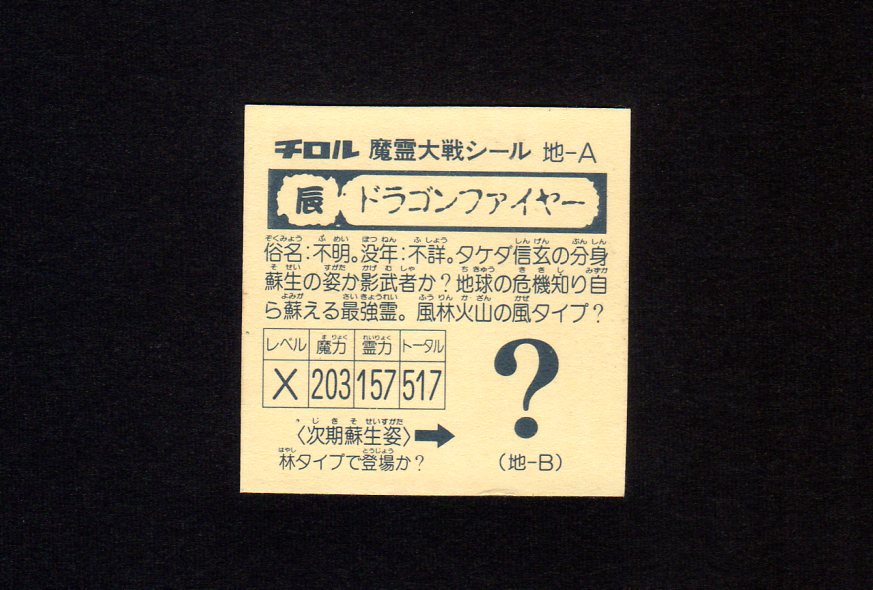 チロル 魔霊大戦シール 地-A
辰 ドラゴンファイヤー
俗名:不明。没年:不詳。タケダ信玄の分身
蘇生の姿か影武者か?地球の危機知り自
ら蘇える最強霊。風林火山の風タイプ?
レベル 魔力 霊力 トータル
X 203 157 517
?
〈次期蘇生姿〉➡
林タイプで登場か? (地-B)